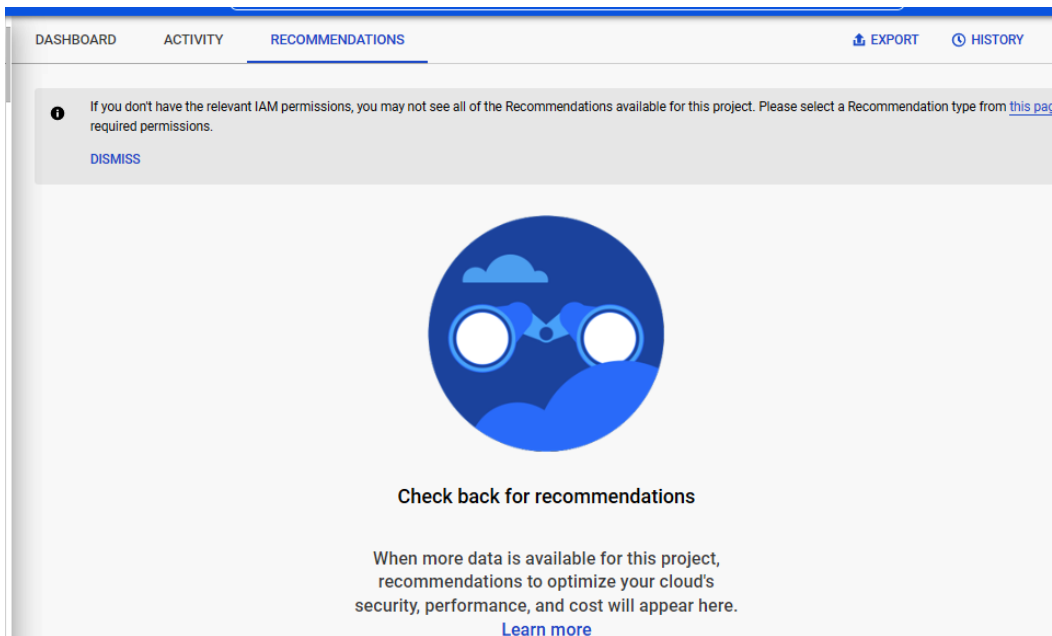 DASHBOARD ACTIVITY RECOMMENDATIONS EXPORT HISTORY
If you don't have the relevant IAM permissions, you may not see all of the Recommendations available for this project. Please select a Recommendation type from this
required permissions.
DISMISS
Check back for recommendations
When more data is available for this project,
recommendations to optimize your cloud's
security, performance, and cost will appear here.
Learn more